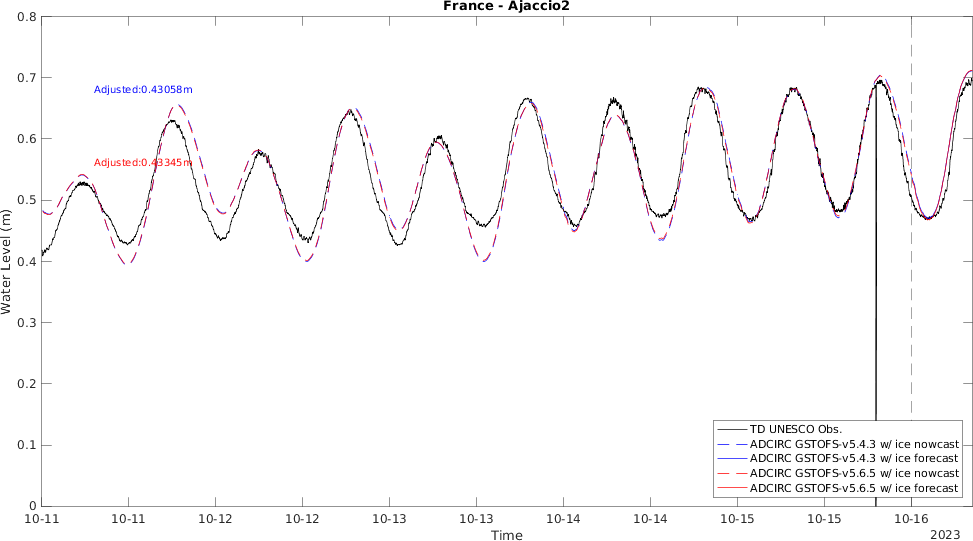 France - Ajaccio2
0.8
0.7
0.6
0.5
0.4
0.3
0.2
0.1
0
Water Level (m)
Adjusted:0.43058m
Adjusted:0.43345m
TD UNESCO Obs.
ADCIRC GSTOFS-v5.4.3 w/ ice nowcast
ADCIRC GSTOFS-v5.4.3 w/ ice forecast
ADCIRC GSTOFS-v5.6.5 w/ ice nowcast
ADCIRC GSTOFS-v5.6.5 w/ ice forecast
10-11 10-11 10-12 10-12 10-13 10-13 10-14 10-14 10-15 10-15 10-16
Time
2023